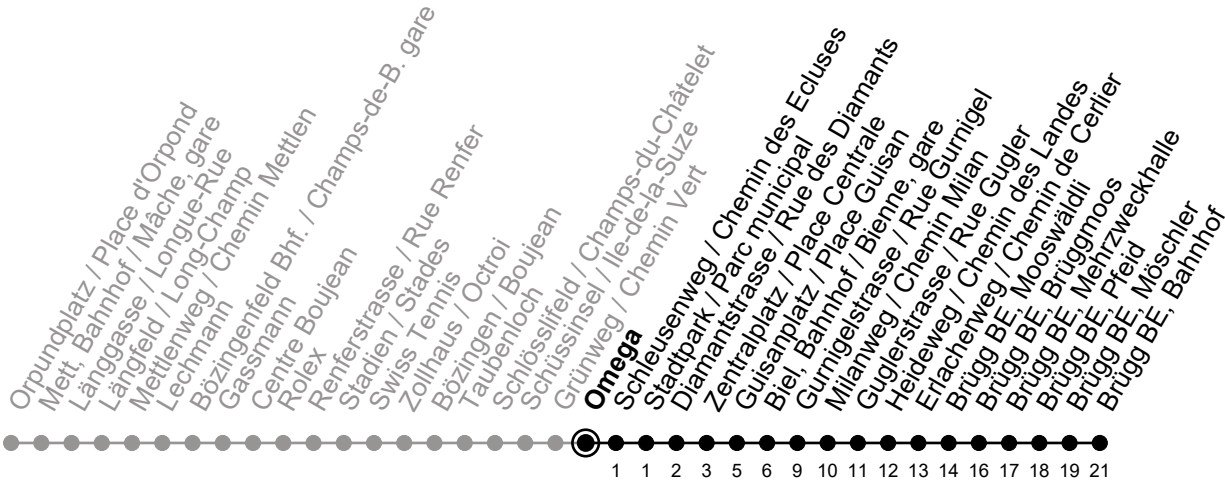 Orpundplatz / Place d'Orpond
Mett, Bahnhof / Mâche, gare
Länggasse / Longue-Rue
Längfeld / Long-Champ
Mettlenweg / Chemin Mettlen
Lechmann
Bözingenfeld Bhf. / Champs-de-B. gare
Gassmann
Centre Boujean
Rolex
Renferstrasse / Rue Renfer
Stadien / Stades
Swiss Tennis
Zollhaus / Octroi
Bözingen / Boujean
Taubenloch
Schlösslifeld / Champs-du-Châtelet
Schüssinsel / Ile-de-la-Suze
Grünweg / Chemin Vert
Omega
Schleusenweg / Chemin des Ecluses
Stadtpark / Parc municipal
Diamantstrasse / Rue des Diamants
Zentralplatz / Place Centrale
Guisanplatz / Place Guisan
Biel, Bahnhof / Bienne, gare
Gurnigelstrasse / Rue Gurnigel
Milanweg / Chemin Milan
Guglerstrasse / Rue Gugler
Heideweg / Chemin des Landes
Erlacherweg / Chemin de Cerlier
Brügg BE, Mooswäldli
Brügg BE, Brüggmoos
Brügg BE, Mehrzweckhalle
Brügg BE, Pfeid
Brügg BE, Möschler
Brügg BE, Bahnhof
1 1 2 3 5 6 9 10 11 12 13 14 16 17 18 19 21